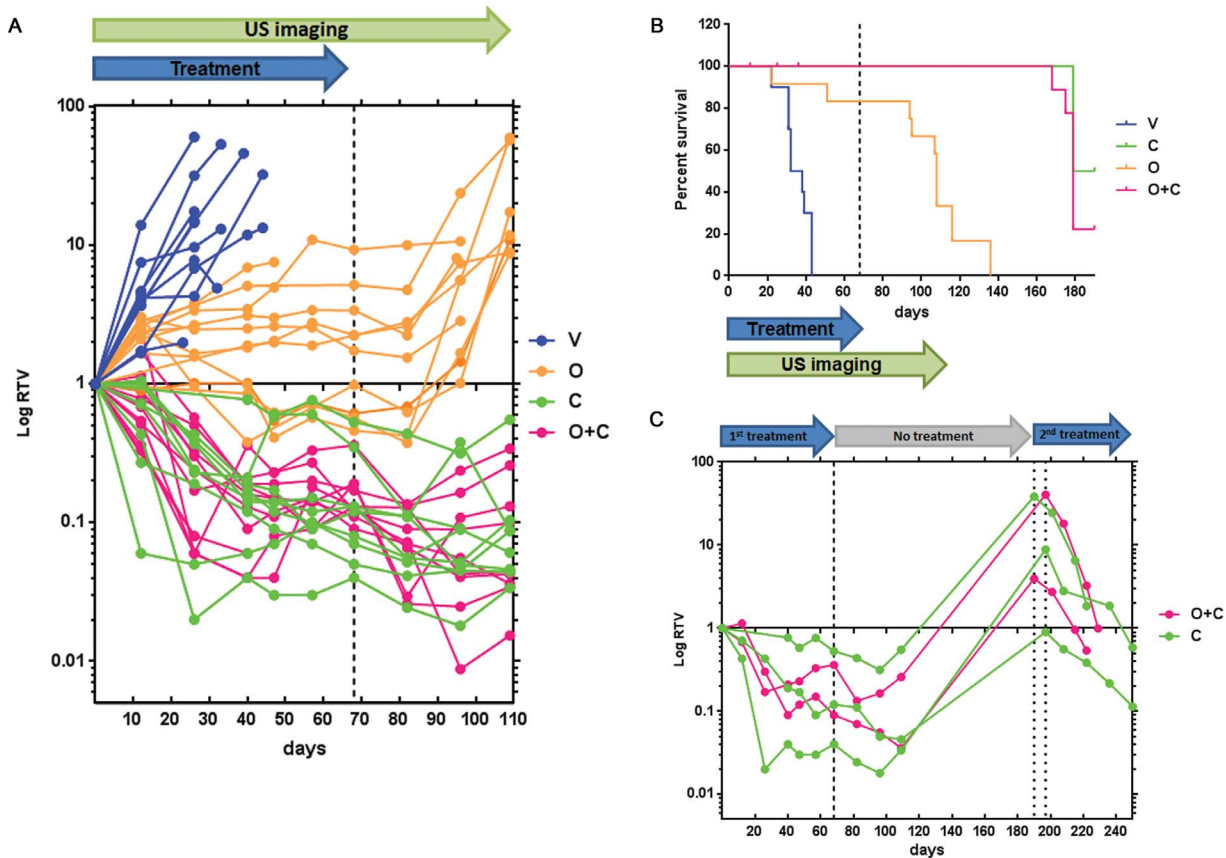 A
US imaging
Treatment
100
10
1
0.1
0.01
Log RTV
10 20 30 40 50 60 70 80 90 100 110
days
V
O
C
O+C
B
120
100
80
60
40
20
0
Percent survival
0 20 40 60 80 100 120 140 160 180
days
V
C
O
O+C
Treatment
US imaging
C
1st treatment No treatment 2nd treatment
100
10
1
0.1
0.01
Log RTV
20 40 60 80 100 120 140 160 180 200 220 240
days
O+C
C